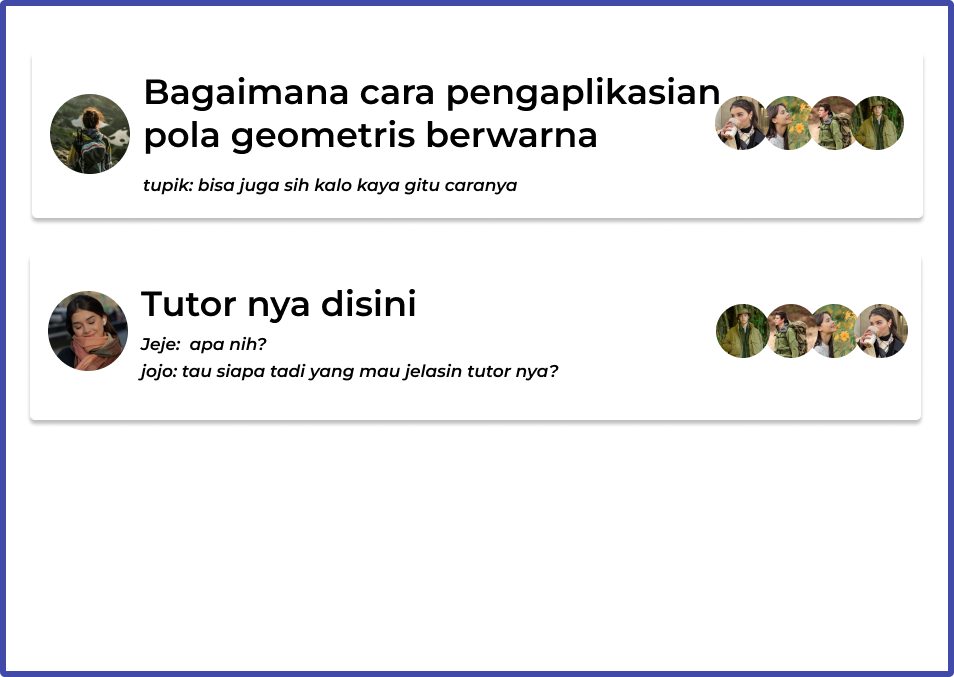 Bagaimana cara pengaplikasian
pola geometris berwarna
tupik: bisa juga sih kalo kaya gitu caranya
Tutor nya disini
Jeje:  apa nih?
jojo: tau siapa tadi yang mau jelasin tutor nya?